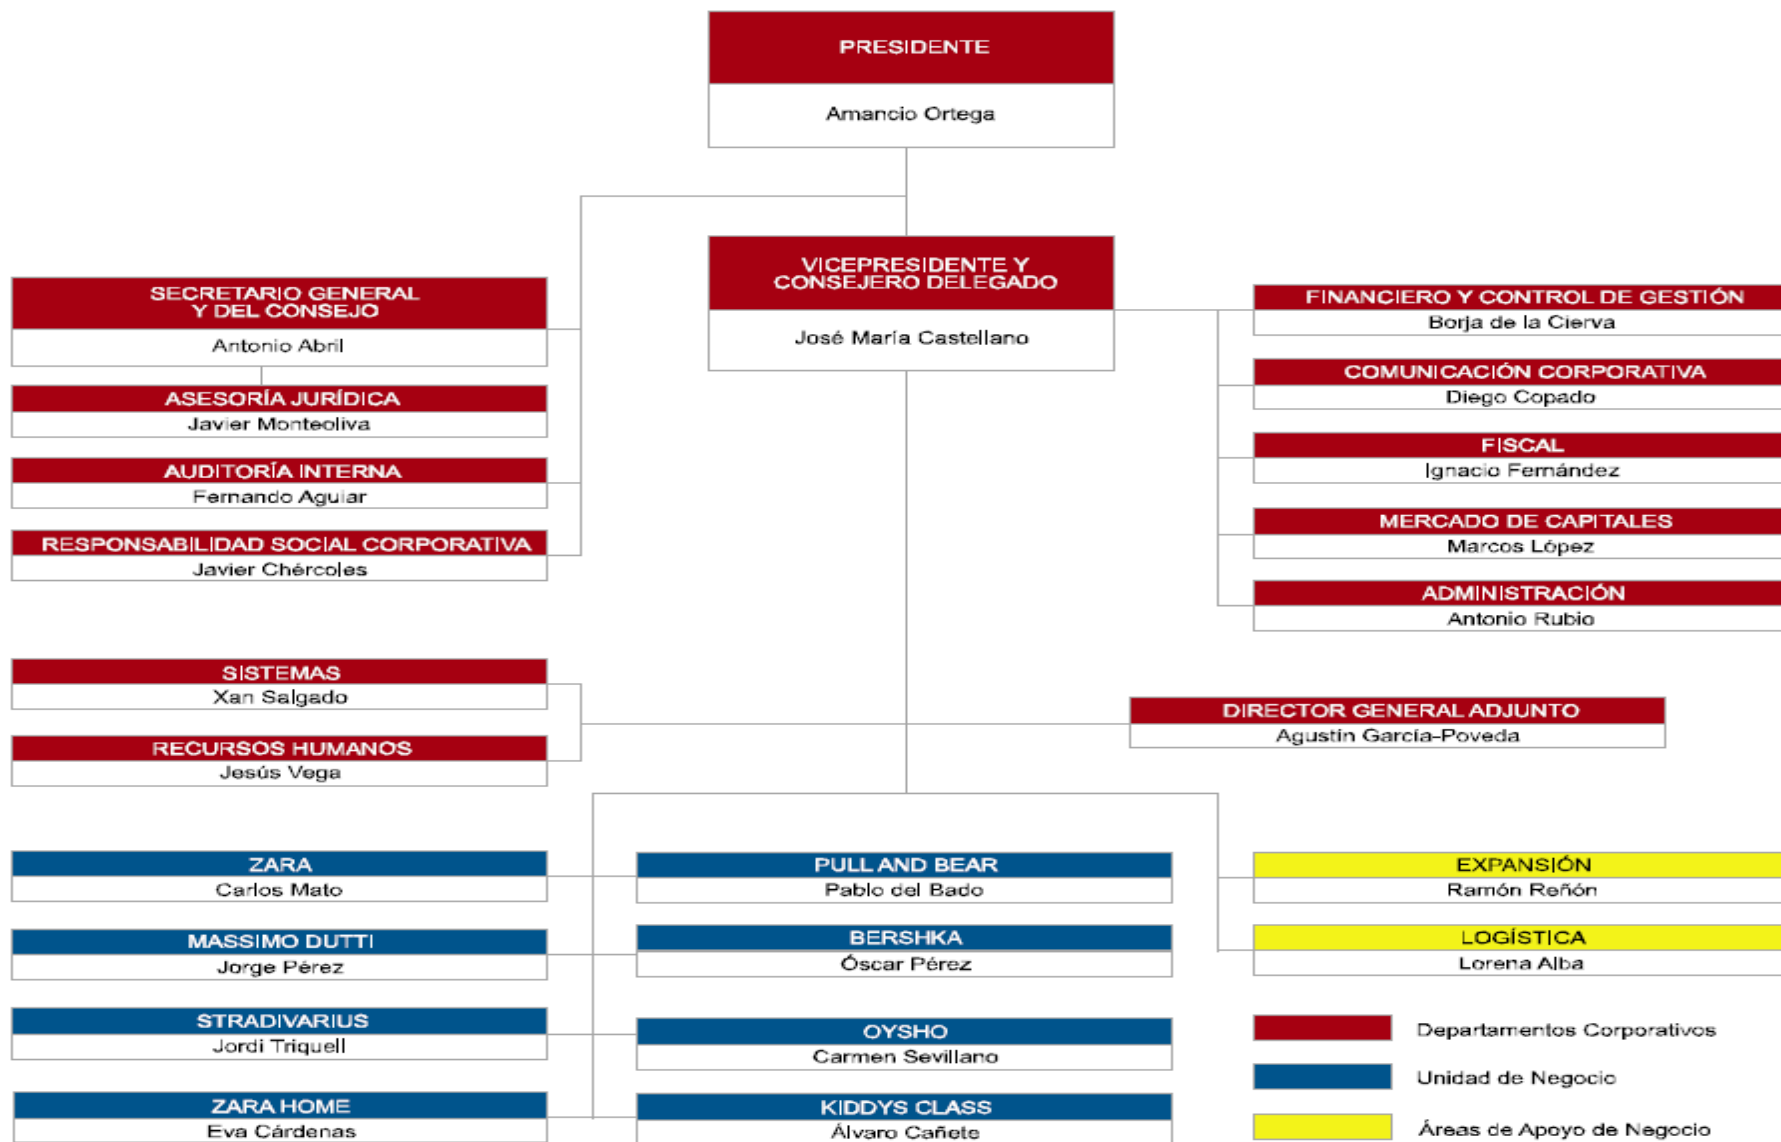 PRESIDENTE
Amancio Ortega
VICEPRESIDENTE Y
CONSEJERO DELEGADO
José María Castellano
SECRETARIO GENERAL
Y DEL CONSEJO
Antonio Abril
ASESORÍA JURÍDICA
Javier Monteoliva
AUDITORÍA INTERNA
Fernando Aguiar
RESPONSABILIDAD SOCIAL CORPORATIVA
Javier Chércoles
FINANCIERO Y CONTROL DE GESTIÓN
Borja de la Cierva
COMUNICACIÓN CORPORATIVA
Diego Copado
FISCAL
Ignacio Fernández
MERCADO DE CAPITALES
Marcos López
ADMINISTRACIÓN
Antonio Rubio
SISTEMAS
Xan Salgado
RECURSOS HUMANOS
Jesús Vega
DIRECTOR GENERAL ADJUNTO
Agustín García-Poveda
ZARA
Carlos Mato
PULL AND BEAR
Pablo del Bado
EXPANSIÓN
Ramón Reñón
MASSIMO DUTTI
Jorge Pérez
BERSHKA
Óscar Pérez
LOGÍSTICA
Lorena Alba
STRADIVARIUS
Jordi Triquell
OYSHO
Carmen Sevillano
ZARA HOME
Eva Cárdenas
KIDDYS CLASS
Álvaro Cañete
Departamentos Corporativos
Unidad de Negocio
Áreas de Apoyo de Negocio